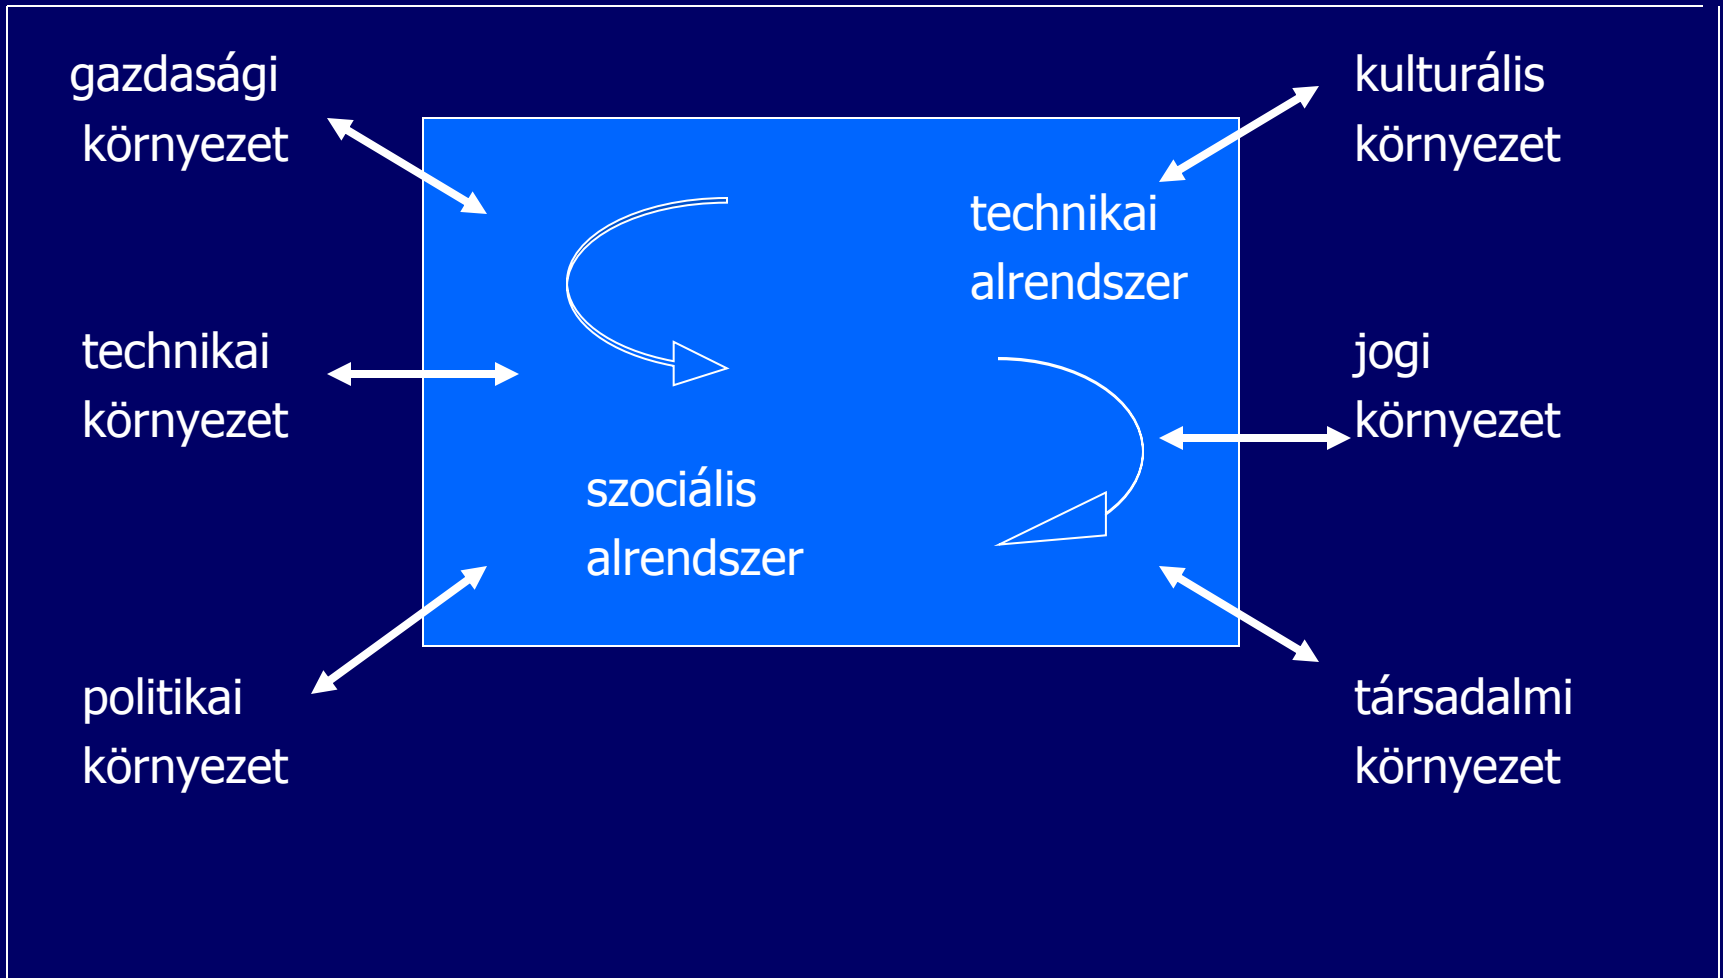 gazdasági
környezet
kulturális
környezet
technikai
alrendszer
technikai
környezet
jogi
környezet
szociális
alrendszer
politikai
környezet
társadalmi
környezet